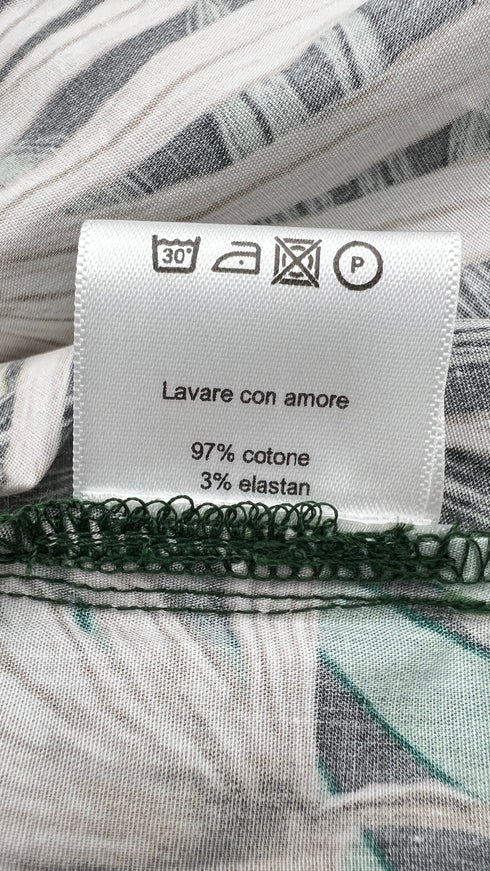 30° P
Lavare con amore
97% cotone
3% elastan